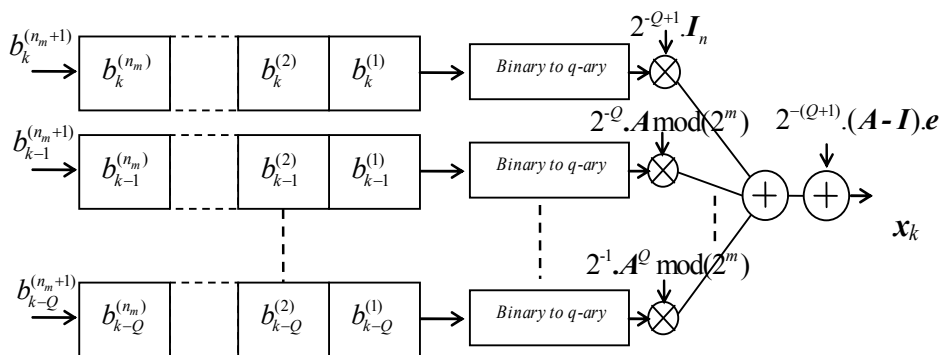 2^{-Q+1}.I_n
b_k^{(n_m+1)} b_k^{(n_m)} b_k^{(2)} b_k^{(1)} Binary to q-ary
2^{-Q}.A mod(2^m) 2^{-(Q+1)}.(A-I).e
b_{k-1}^{(n_m+1)} b_{k-1}^{(n_m)} b_{k-1}^{(2)} b_{k-1}^{(1)} Binary to q-ary
x_k
2^{-1}.A^Q mod(2^m)
b_{k-Q}^{(n_m+1)} b_{k-Q}^{(n_m)} b_{k-Q}^{(2)} b_{k-Q}^{(1)} Binary to q-ary